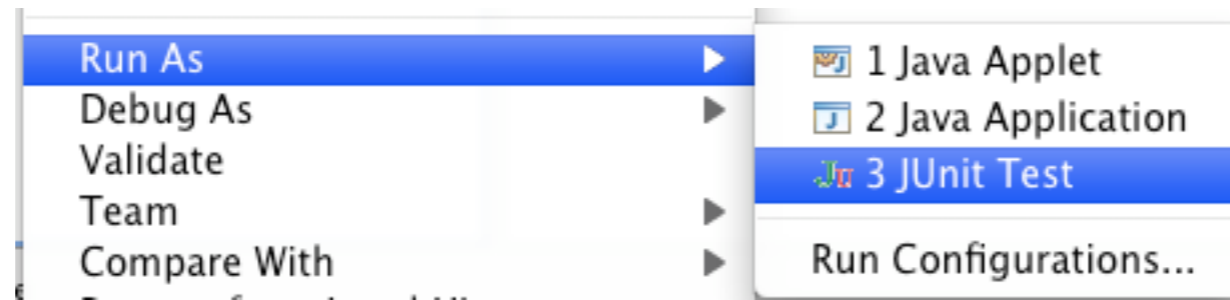 Run As
Debug As
Validate
Team
Compare With
1 Java Applet
2 Java Application
3 JUnit Test
Run Configurations...